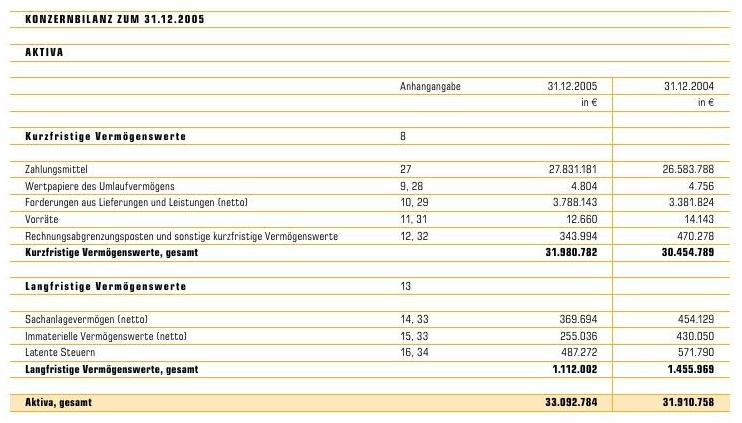 KONZERNBILANZ ZUM 31.12.2005
AKTIVA
Anhangangabe 31.12.2005 31.12.2004
in € in €
Kurzfristige Vermögenswerte 8
Zahlungsmittel 27 27.831.181 26.583.788
Wertpapiere des Umlaufvermögens 9, 28 4.804 4.756
Forderungen aus Lieferungen und Leistungen (netto) 10, 29 3.788.143 3.381.824
Vorräte 11, 31 12.660 14.143
Rechnungsabgrenzungsposten und sonstige kurzfristige Vermögenswerte 12, 32 343.994 470.278
Kurzfristige Vermögenswerte, gesamt 31.980.782 30.454.789
Langfristige Vermögenswerte 13
Sachanlagevermögen (netto) 14, 33 369.694 454.129
Immaterielle Vermögenswerte (netto) 15, 33 255.036 430.050
Latente Steuern 16, 34 487.272 571.790
Langfristige Vermögenswerte, gesamt 1.112.002 1.455.969
Aktiva, gesamt 33.092.784 31.910.758